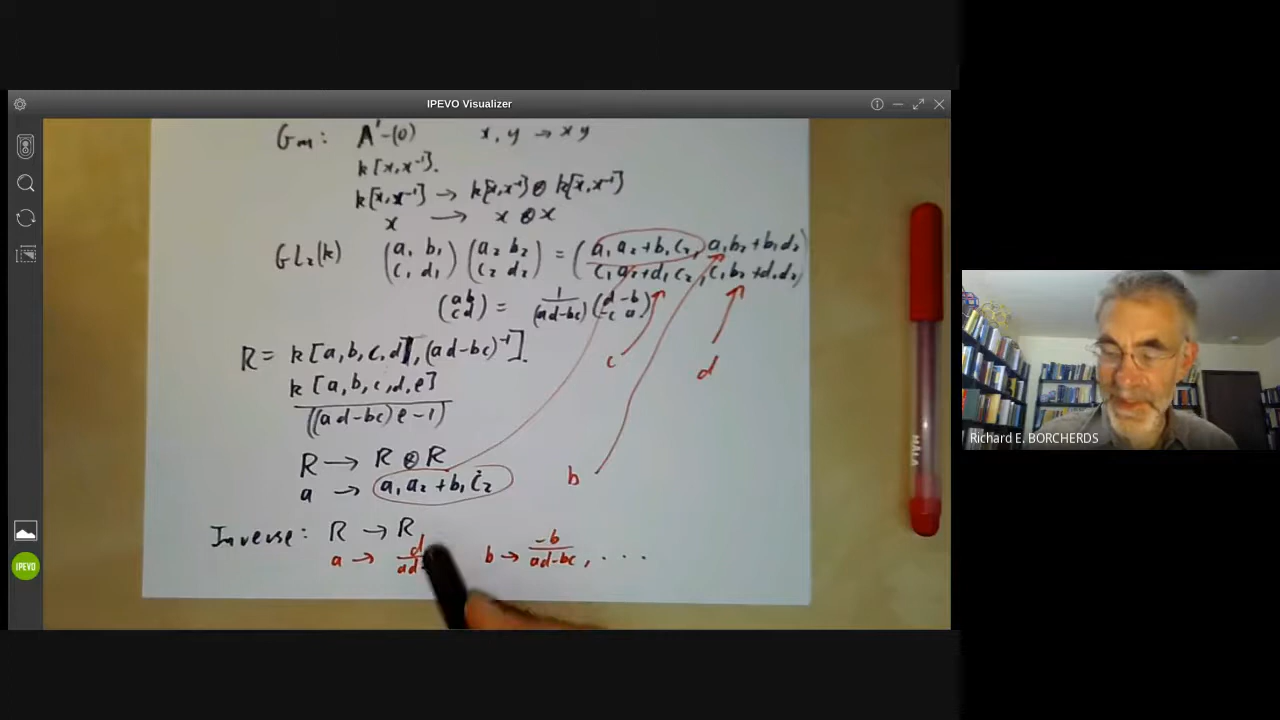 IPEVO Visualizer
Gm: A¹-(0) x, y → xy
k[x,x⁻¹].
k[x,x⁻¹] → k[x,x⁻¹] ⊗ k[x,x⁻¹]
x → x ⊗ x
GL₂(k) (a₁ b₁ / c₁ d₁) (a₂ b₂ / c₂ d₂) = (a₁a₂+b₁c₂, a₁b₂+b₁d₂ / c₁a₂+d₁c₂, c₁b₂+d₁d₂)
(a b / c d) = 1/(ad-bc) (d -b / -c a)
c
d
R = k[a,b,c,d], (ad-bc)⁻¹].
k[a,b,c,d,e]
((ad-bc)e-1)
R → R ⊗ R
a → a₁a₂+b₁c₂
b
Inverse: R → R
a → d/ad- b → -b/ad-bc, . . .
Richard E. BORCHERDS